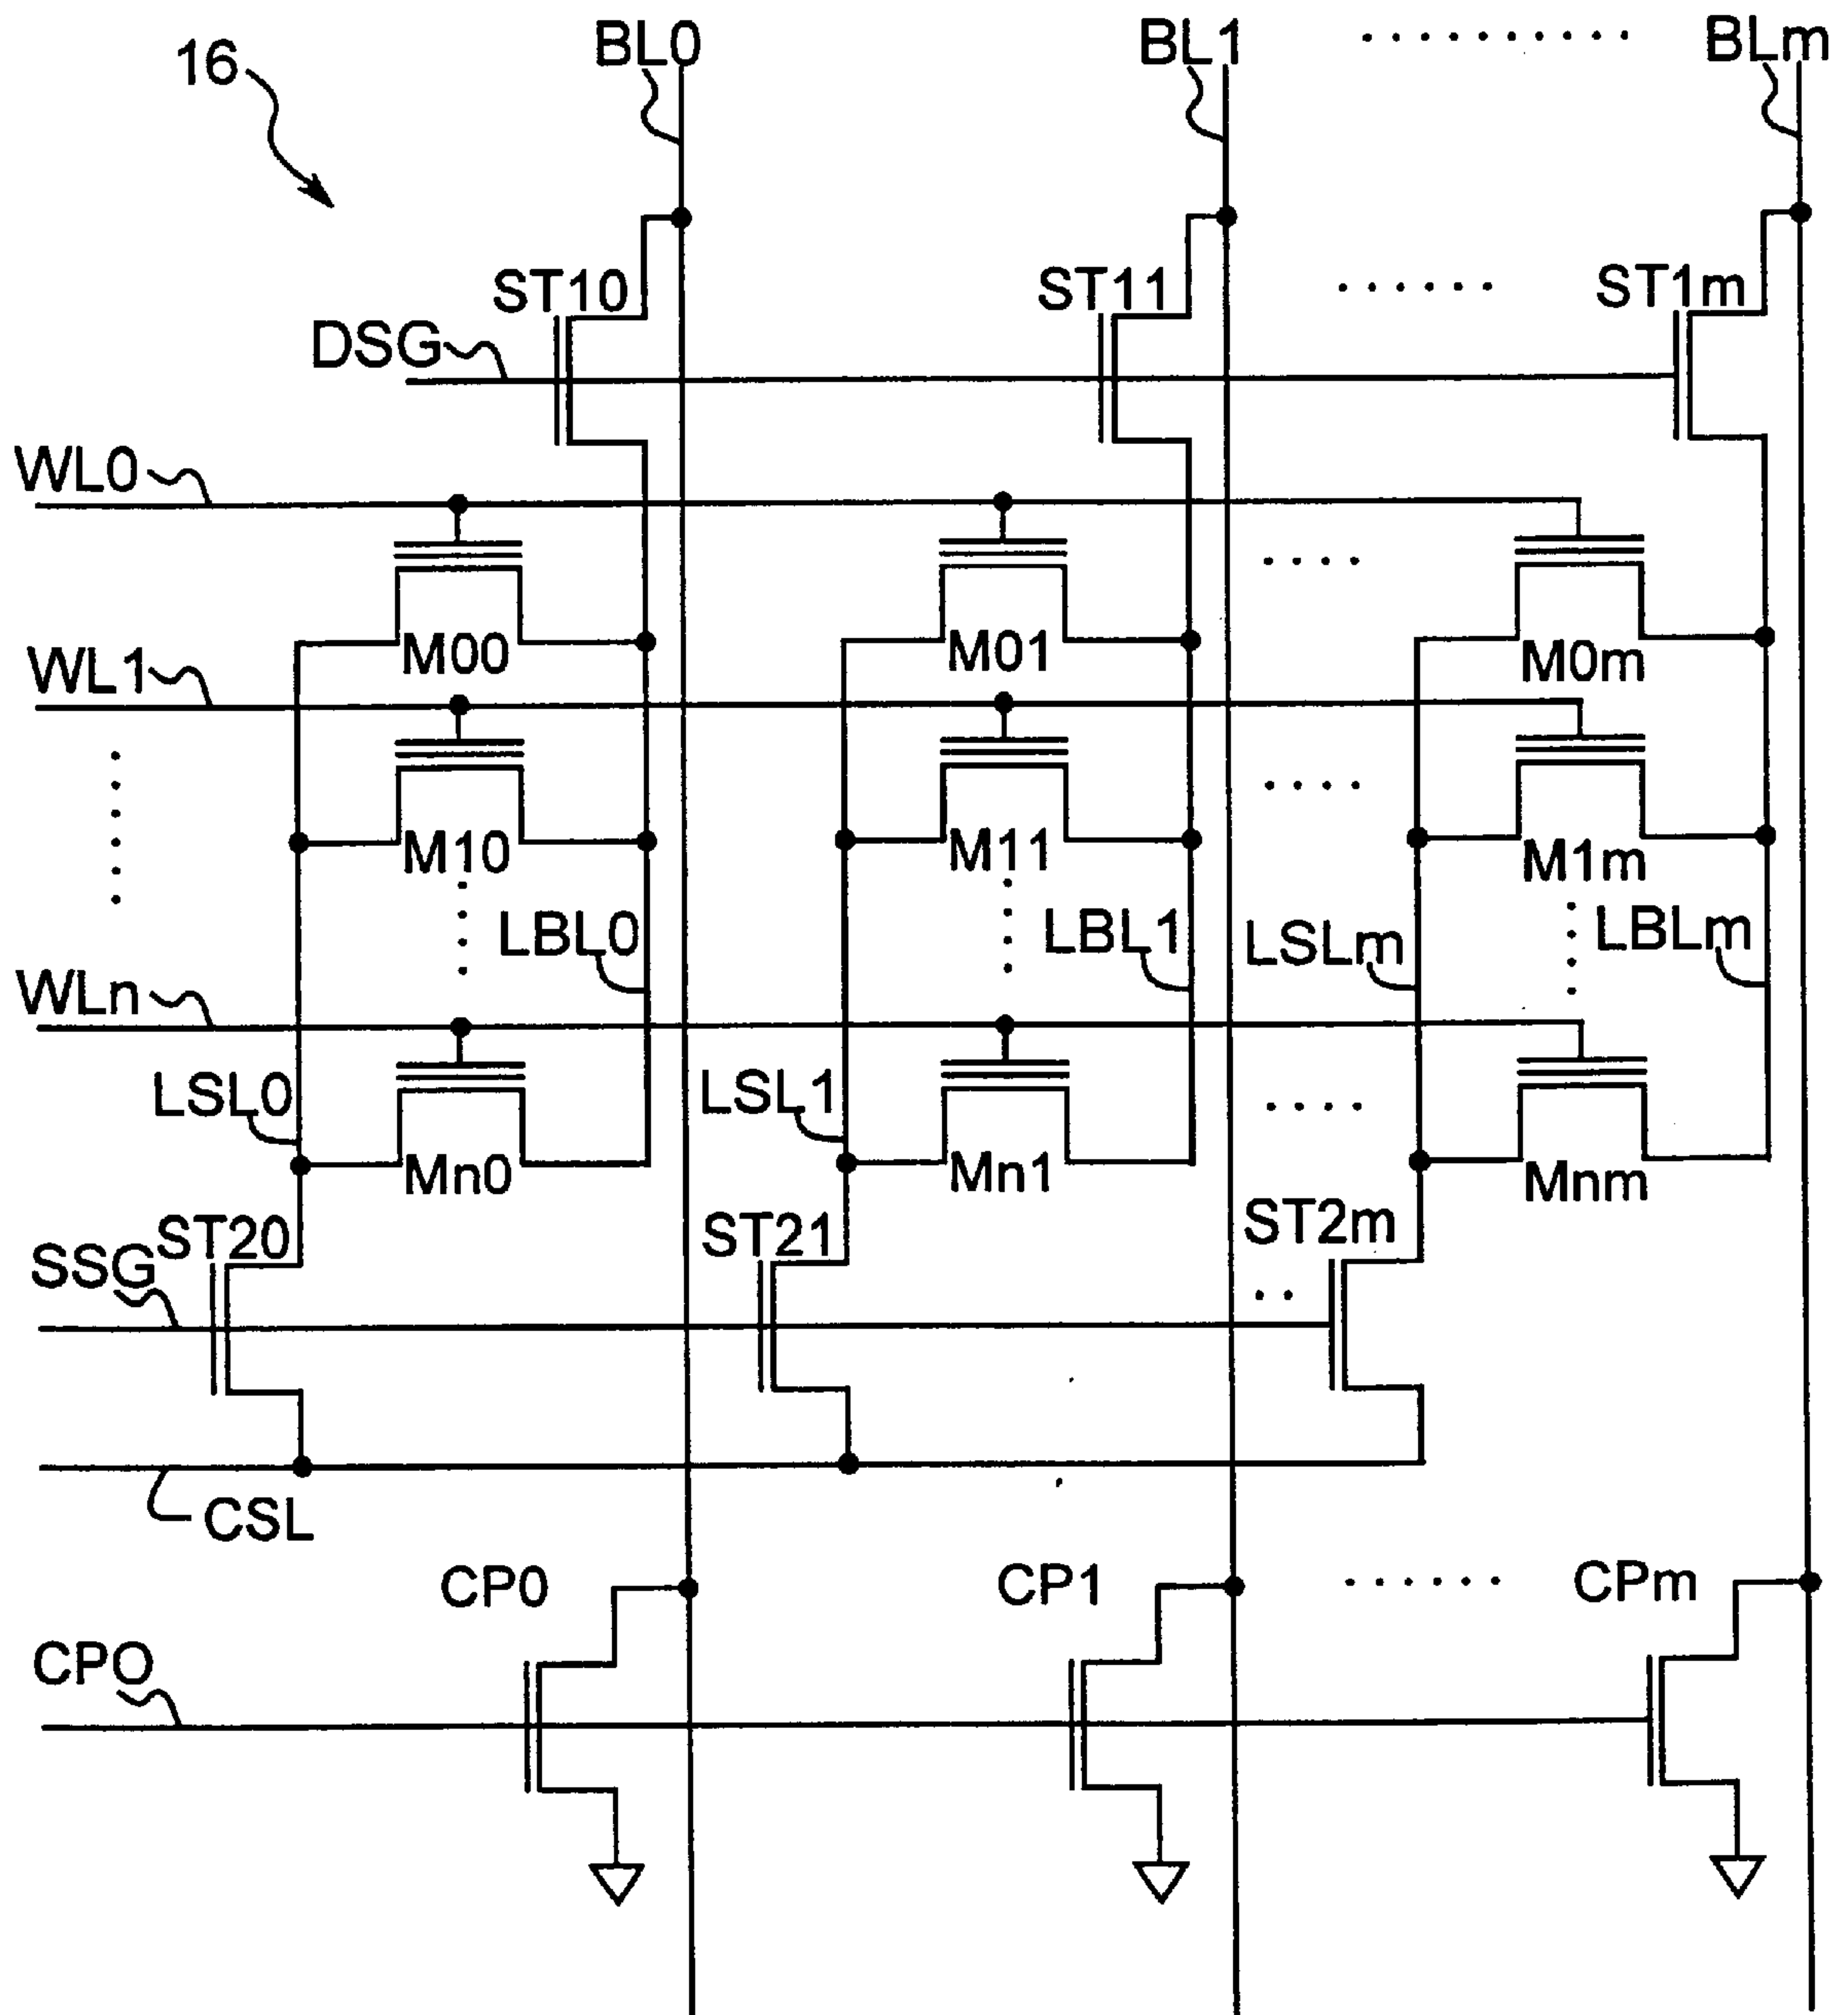 16
BL0 BL1 BLm
ST10 ST11 ST1m
DSG
WL0
M00 M01 M0m
WL1
M10 M11 M1m
LBL0 LBL1 LSLm LBLm
WLn
LSL0 LSL1
Mn0 Mn1 Mnm
ST20 ST21 ST2m
SSG
CSL
CP0 CP1 CPm
CPO